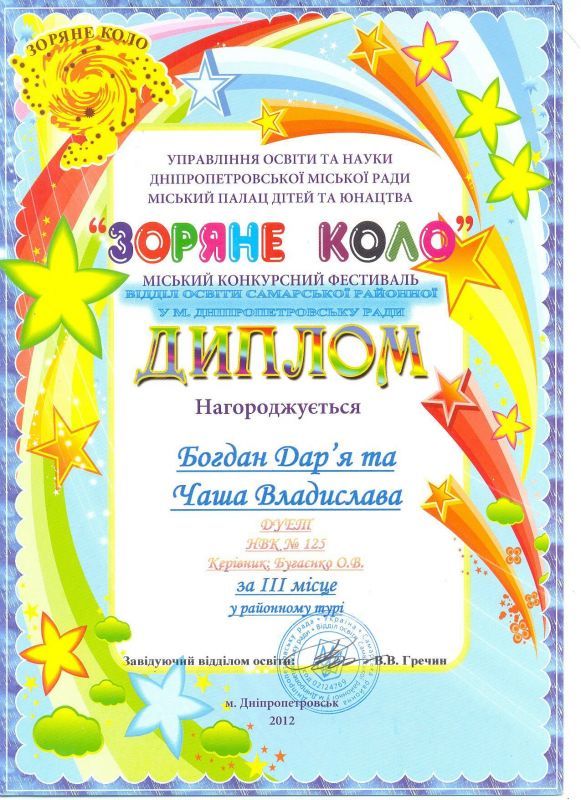 ЗОРЯНЕ КОЛО
УПРАВЛІННЯ ОСВІТИ ТА НАУКИ
ДНІПРОПЕТРОВСЬКОЇ МІСЬКОЇ РАДИ
МІСЬКИЙ ПАЛАЦ ДІТЕЙ ТА ЮНАЦТВА
“ЗОРЯНЕ КОЛО”
МІСЬКИЙ КОНКУРСНИЙ ФЕСТИВАЛЬ
ВІДДІЛ ОСВІТИ САМАРСЬКОЇ РАЙОННОЇ
У М. ДНІПРОПЕТРОВСЬКУ РАДИ
ДИПЛОМ
Нагороджується
Богдан Дар’я та
Чаша Владислава
ДУЕТ
НВК № 125
Керівник: Бугаєнко О.В.
за III місце
у районному турі
Завідуючий відділом освіти: В.В. Гречин
м. Дніпропетровськ
2012